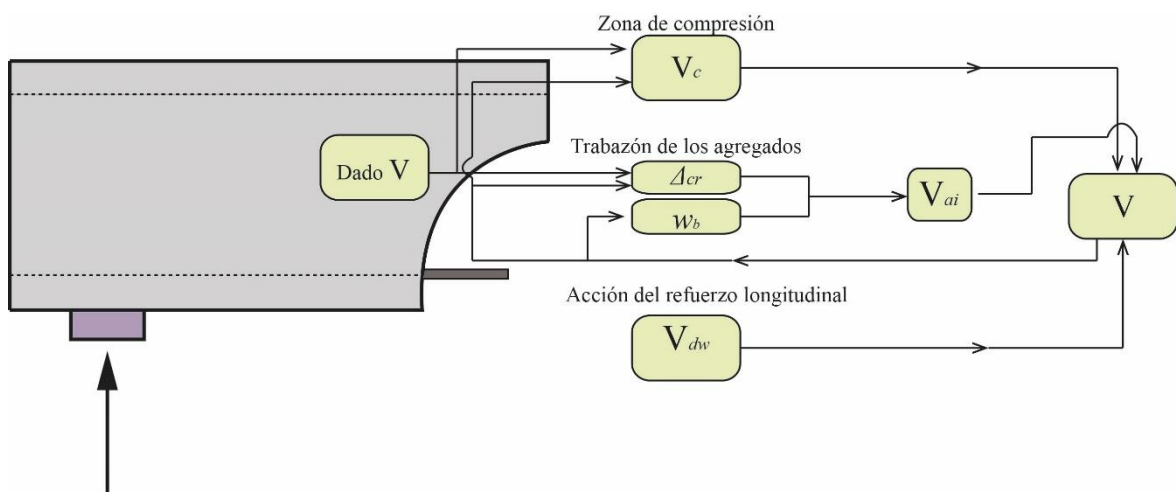 Zona de compresión
Vc
Trabazón de los agregados
Dado V
Δcr
Vai
wb
V
Acción del refuerzo longitudinal
Vdw